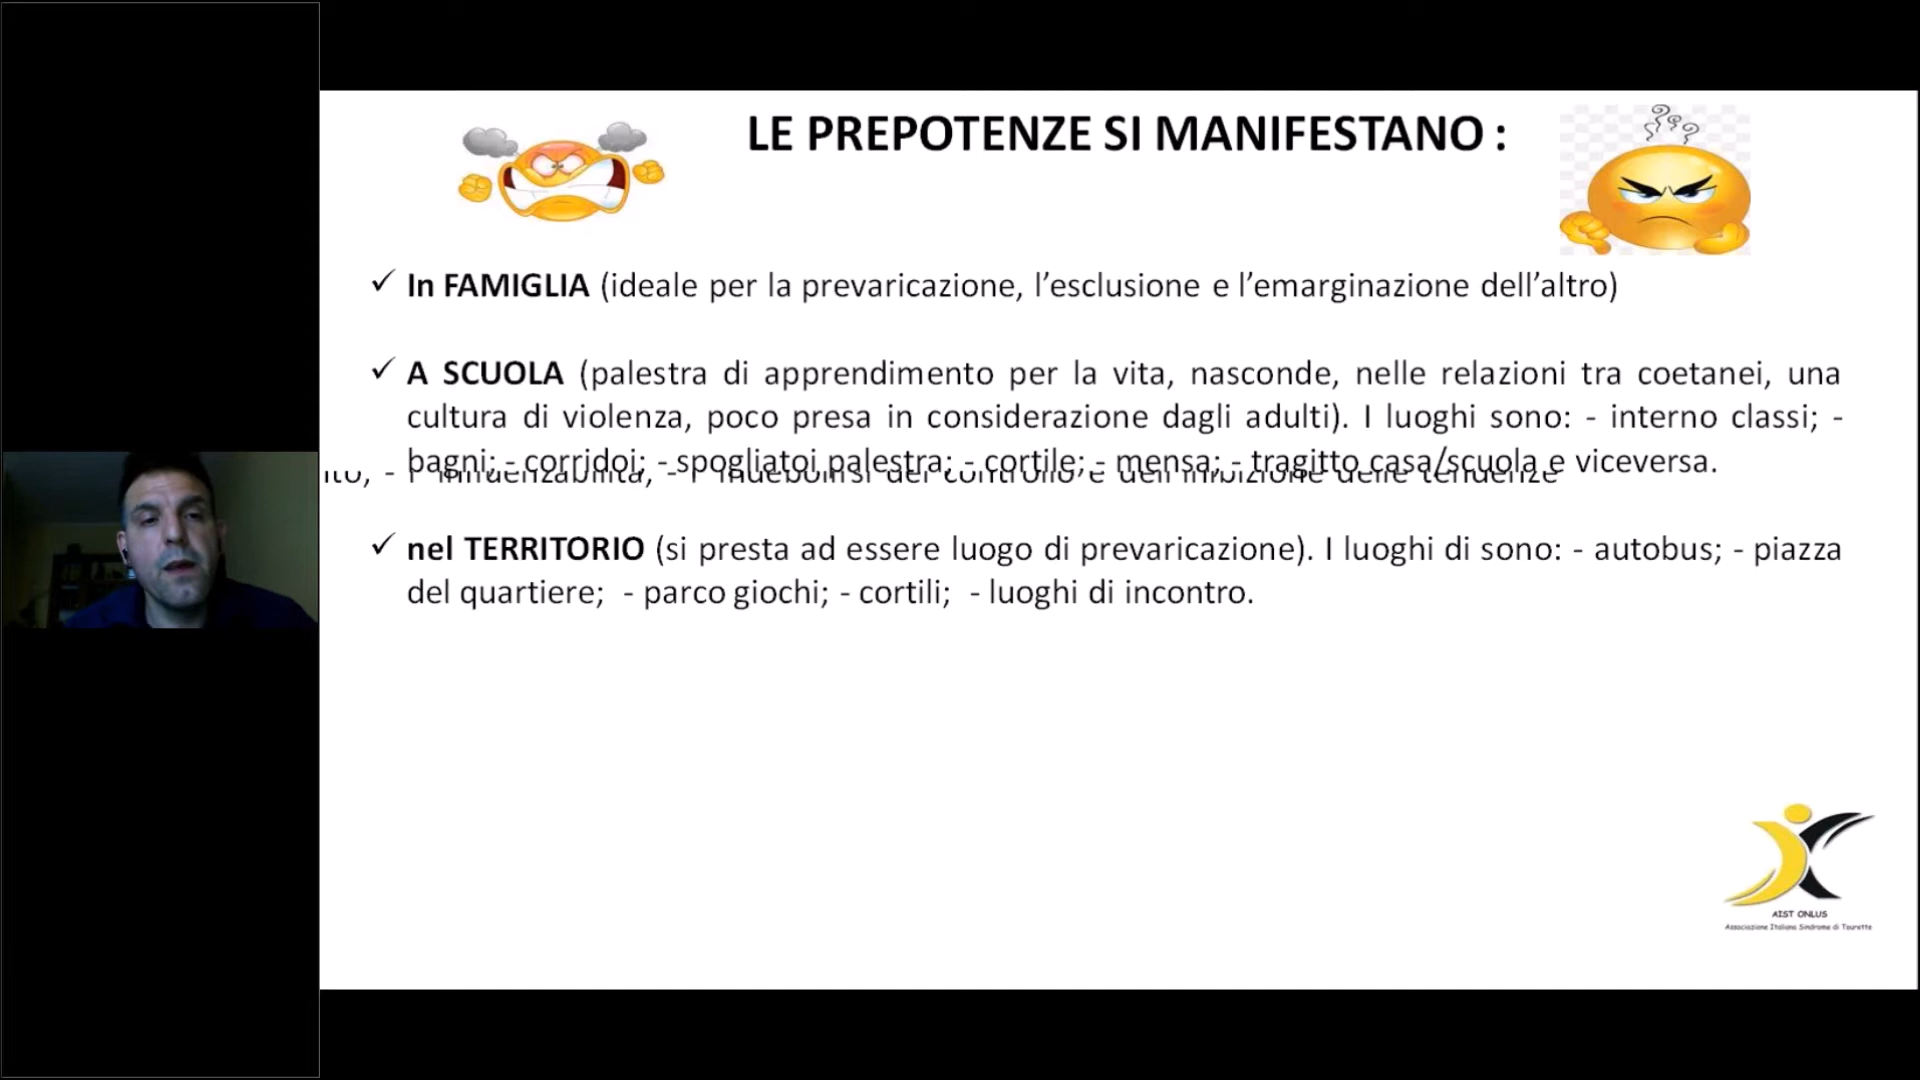 LE PREPOTENZE SI MANIFESTANO :
✓ In FAMIGLIA (ideale per la prevaricazione, l’esclusione e l’emarginazione dell’altro)
✓ A SCUOLA (palestra di apprendimento per la vita, nasconde, nelle relazioni tra coetanei, una
cultura di violenza, poco presa in considerazione dagli adulti). I luoghi sono: - interno classi; -
bagni; - corridoi; - spogliatoi palestra; - cortile; - mensa; - tragitto casa/scuola e viceversa.
✓ nel TERRITORIO (si presta ad essere luogo di prevaricazione). I luoghi di sono: - autobus; - piazza
del quartiere;  - parco giochi; - cortili;  - luoghi di incontro.
AIST ONLUS
Associazione Italiana Sindrome di Tourette